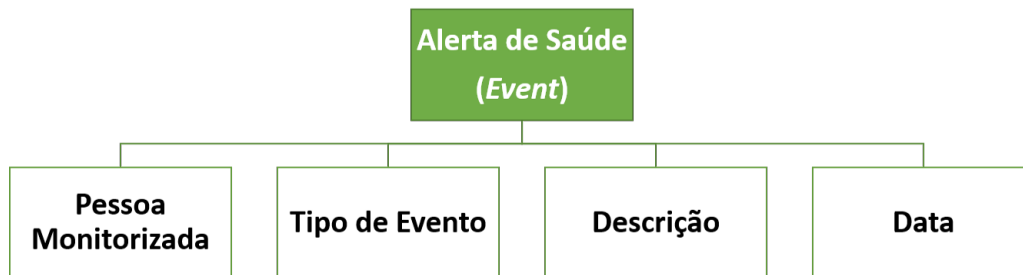 Alerta de Saúde
(Event)
Pessoa
Monitorizada
Tipo de Evento
Descrição
Data